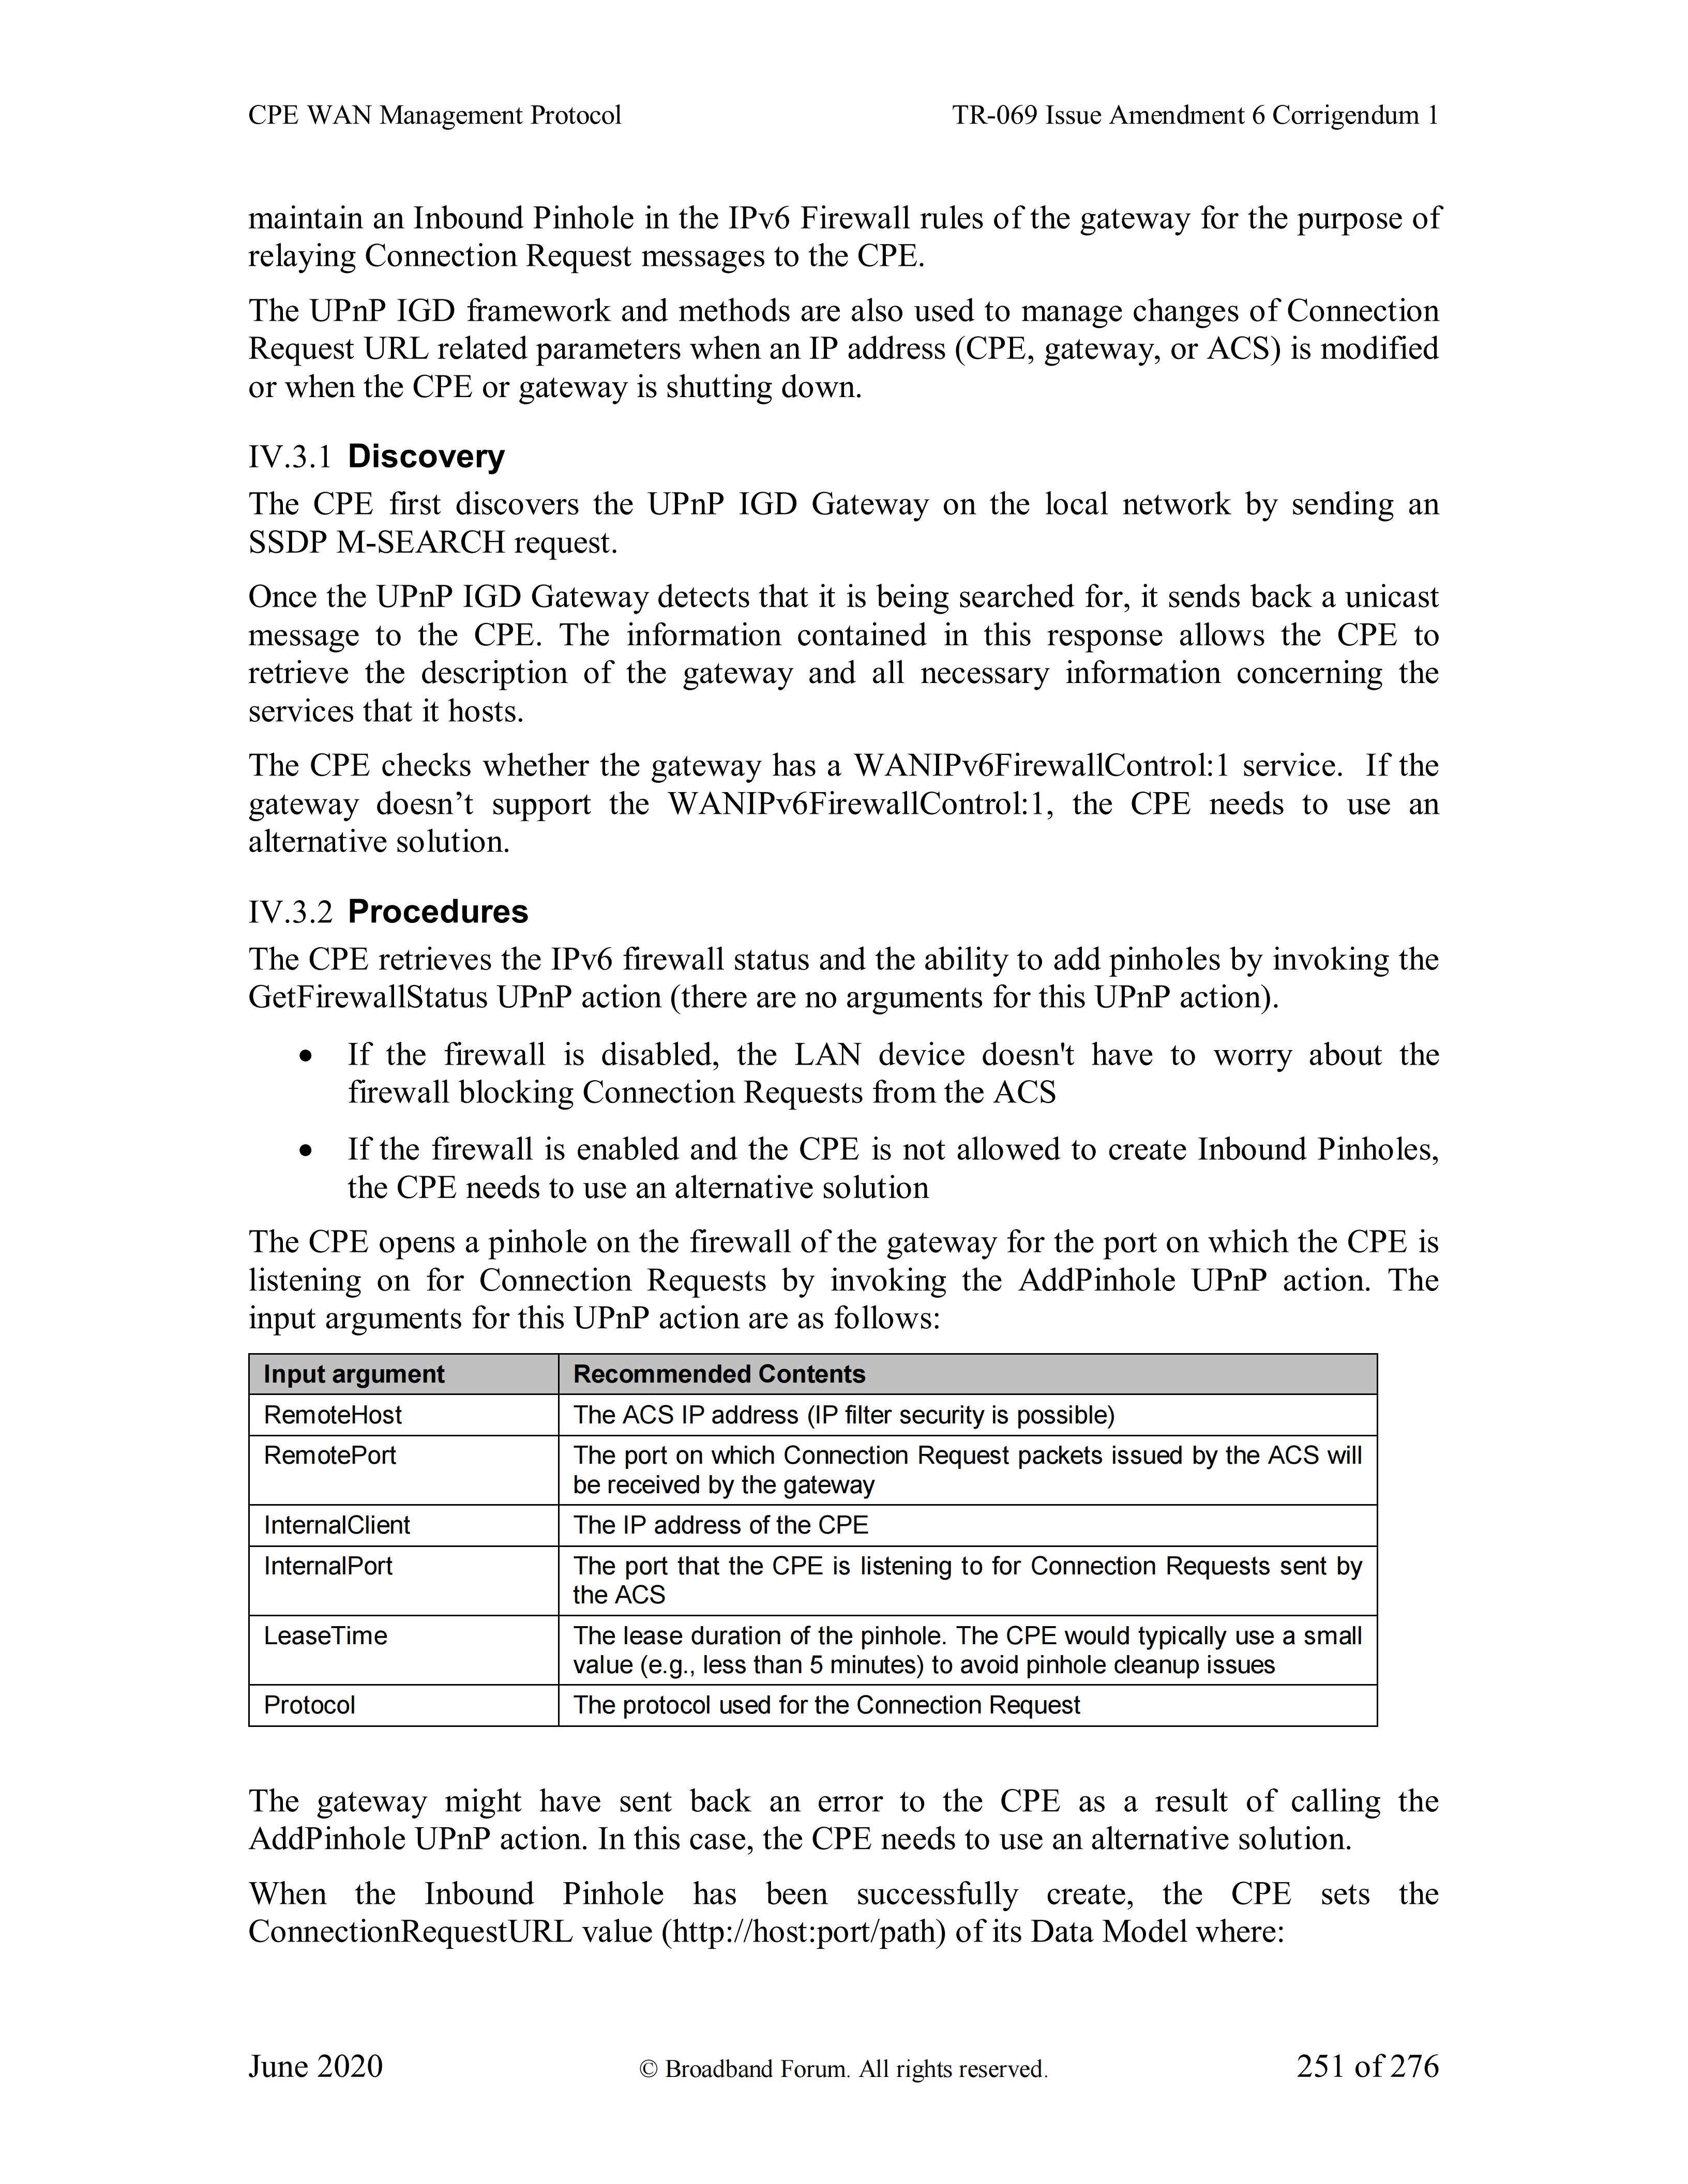 CPE WAN Management Protocol TR-069 Issue Amendment 6 Corrigendum 1
maintain an Inbound Pinhole in the IPv6 Firewall rules of the gateway for the purpose of
relaying Connection Request messages to the CPE.
The UPnP IGD framework and methods are also used to manage changes of Connection
Request URL related parameters when an IP address (CPE, gateway, or ACS) is modified
or when the CPE or gateway is shutting down.
IV.3.1 Discovery
The CPE first discovers the UPnP IGD Gateway on the local network by sending an
SSDP M-SEARCH request.
Once the UPnP IGD Gateway detects that it is being searched for, it sends back a unicast
message to the CPE. The information contained in this response allows the CPE to
retrieve the description of the gateway and all necessary information concerning the
services that it hosts.
The CPE checks whether the gateway has a WANIPv6FirewallControl:1 service. If the
gateway doesn’t support the WANIPv6FirewallControl:1, the CPE needs to use an
alternative solution.
IV.3.2 Procedures
The CPE retrieves the IPv6 firewall status and the ability to add pinholes by invoking the
GetFirewallStatus UPnP action (there are no arguments for this UPnP action).
• If the firewall is disabled, the LAN device doesn't have to worry about the
firewall blocking Connection Requests from the ACS
• If the firewall is enabled and the CPE is not allowed to create Inbound Pinholes,
the CPE needs to use an alternative solution
The CPE opens a pinhole on the firewall of the gateway for the port on which the CPE is
listening on for Connection Requests by invoking the AddPinhole UPnP action. The
input arguments for this UPnP action are as follows:
Input argument Recommended Contents
RemoteHost The ACS IP address (IP filter security is possible)
RemotePort The port on which Connection Request packets issued by the ACS will
be received by the gateway
InternalClient The IP address of the CPE
InternalPort The port that the CPE is listening to for Connection Requests sent by
the ACS
LeaseTime The lease duration of the pinhole. The CPE would typically use a small
value (e.g., less than 5 minutes) to avoid pinhole cleanup issues
Protocol The protocol used for the Connection Request
The gateway might have sent back an error to the CPE as a result of calling the
AddPinhole UPnP action. In this case, the CPE needs to use an alternative solution.
When the Inbound Pinhole has been successfully create, the CPE sets the
ConnectionRequestURL value (http://host:port/path) of its Data Model where:
June 2020 © Broadband Forum. All rights reserved. 251 of 276